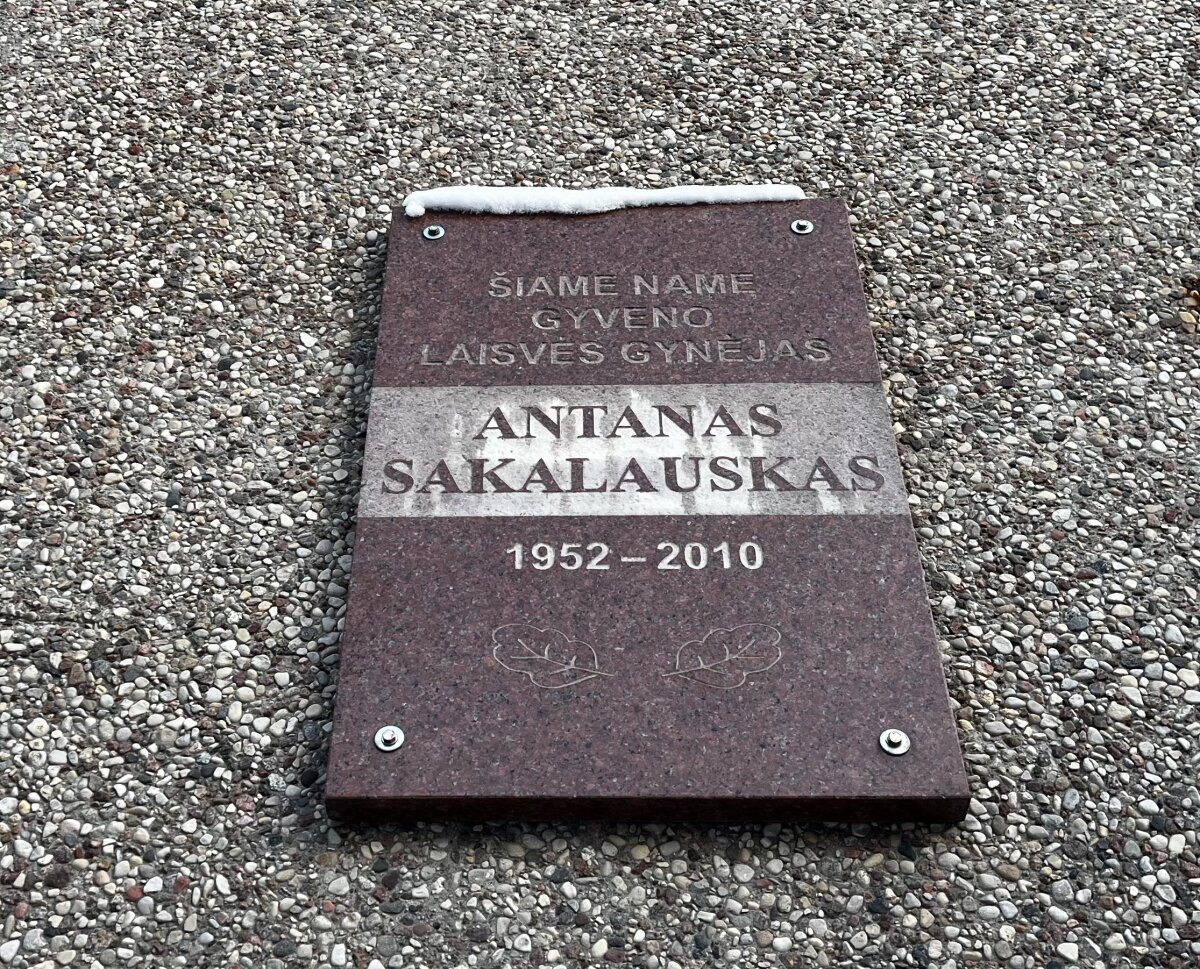 ŠIAME NAME
GYVENO
LAISVĖS GYNĖJAS
ANTANAS
SAKALAUSKAS
1952 – 2010